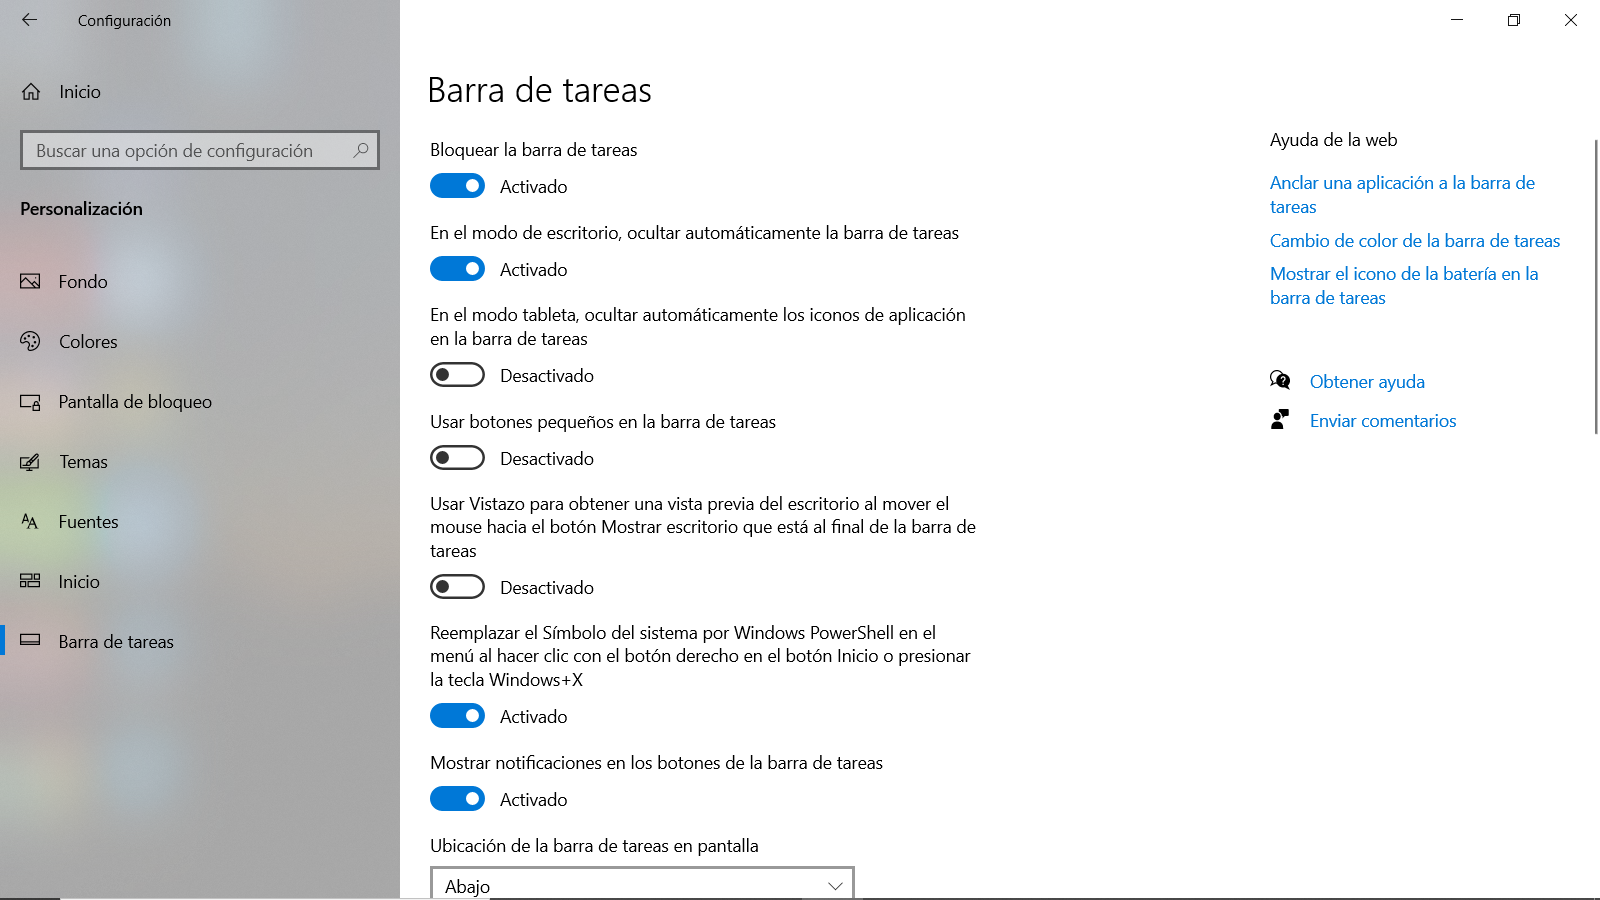 Configuración
Inicio
Buscar una opción de configuración
Personalización
Fondo
Colores
Pantalla de bloqueo
Temas
Fuentes
Inicio
Barra de tareas
Barra de tareas
Bloquear la barra de tareas
Activado
En el modo de escritorio, ocultar automáticamente la barra de tareas
Activado
En el modo tableta, ocultar automáticamente los iconos de aplicación
en la barra de tareas
Desactivado
Usar botones pequeños en la barra de tareas
Desactivado
Usar Vistazo para obtener una vista previa del escritorio al mover el
mouse hacia el botón Mostrar escritorio que está al final de la barra de
tareas
Desactivado
Reemplazar el Símbolo del sistema por Windows PowerShell en el
menú al hacer clic con el botón derecho en el botón Inicio o presionar
la tecla Windows+X
Activado
Mostrar notificaciones en los botones de la barra de tareas
Activado
Ubicación de la barra de tareas en pantalla
Abajo
Ayuda de la web
Anclar una aplicación a la barra de
tareas
Cambio de color de la barra de tareas
Mostrar el icono de la batería en la
barra de tareas
Obtener ayuda
Enviar comentarios